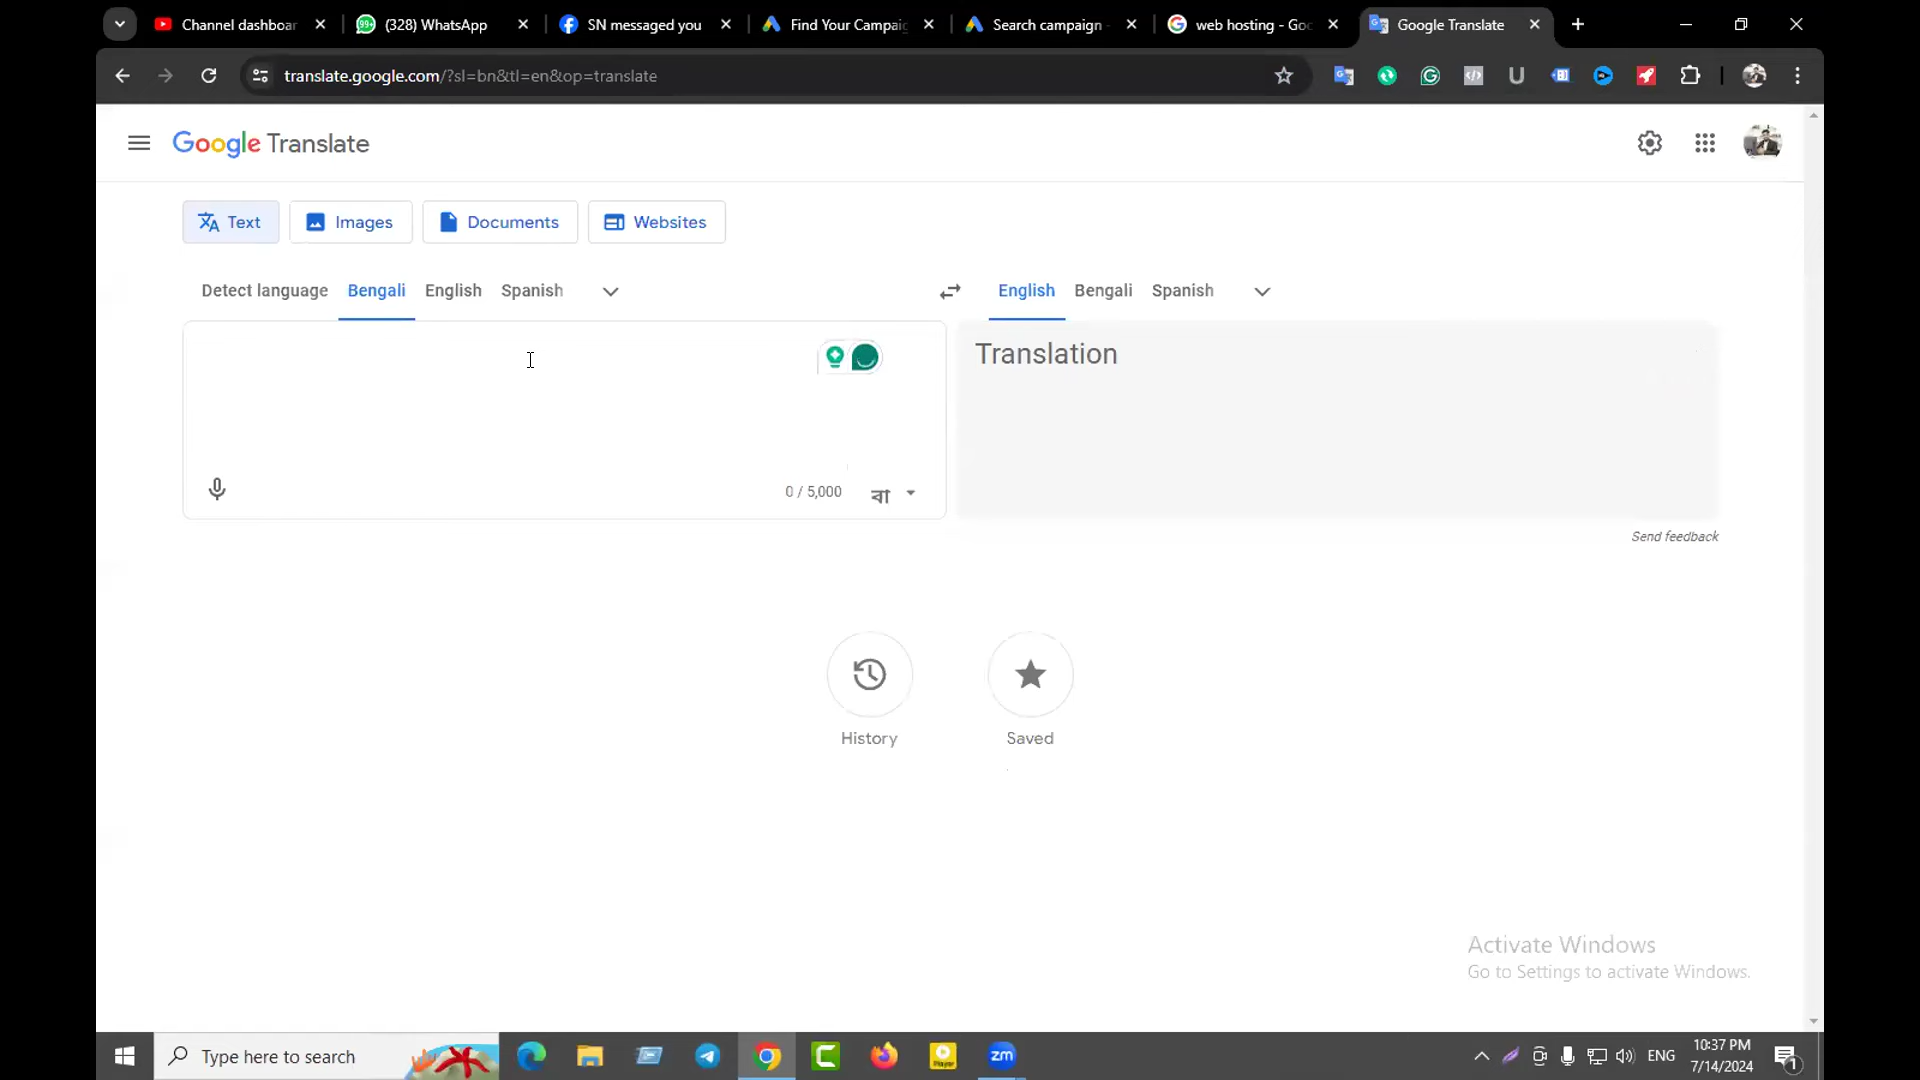 Channel dashboar
(328) WhatsApp
SN messaged you
Find Your Campaig
Search campaign -
web hosting - Goo
Google Translate
translate.google.com/?sl=bn&tl=en&op=translate
Google Translate
Text
Images
Documents
Websites
Detect language
Bengali
English
Spanish
English
Bengali
Spanish
Translation
0 / 5,000
বা
Send feedback
History
Saved
Activate Windows
Go to Settings to activate Windows.
Type here to search
zm
ENG
10:37 PM
7/14/2024
1